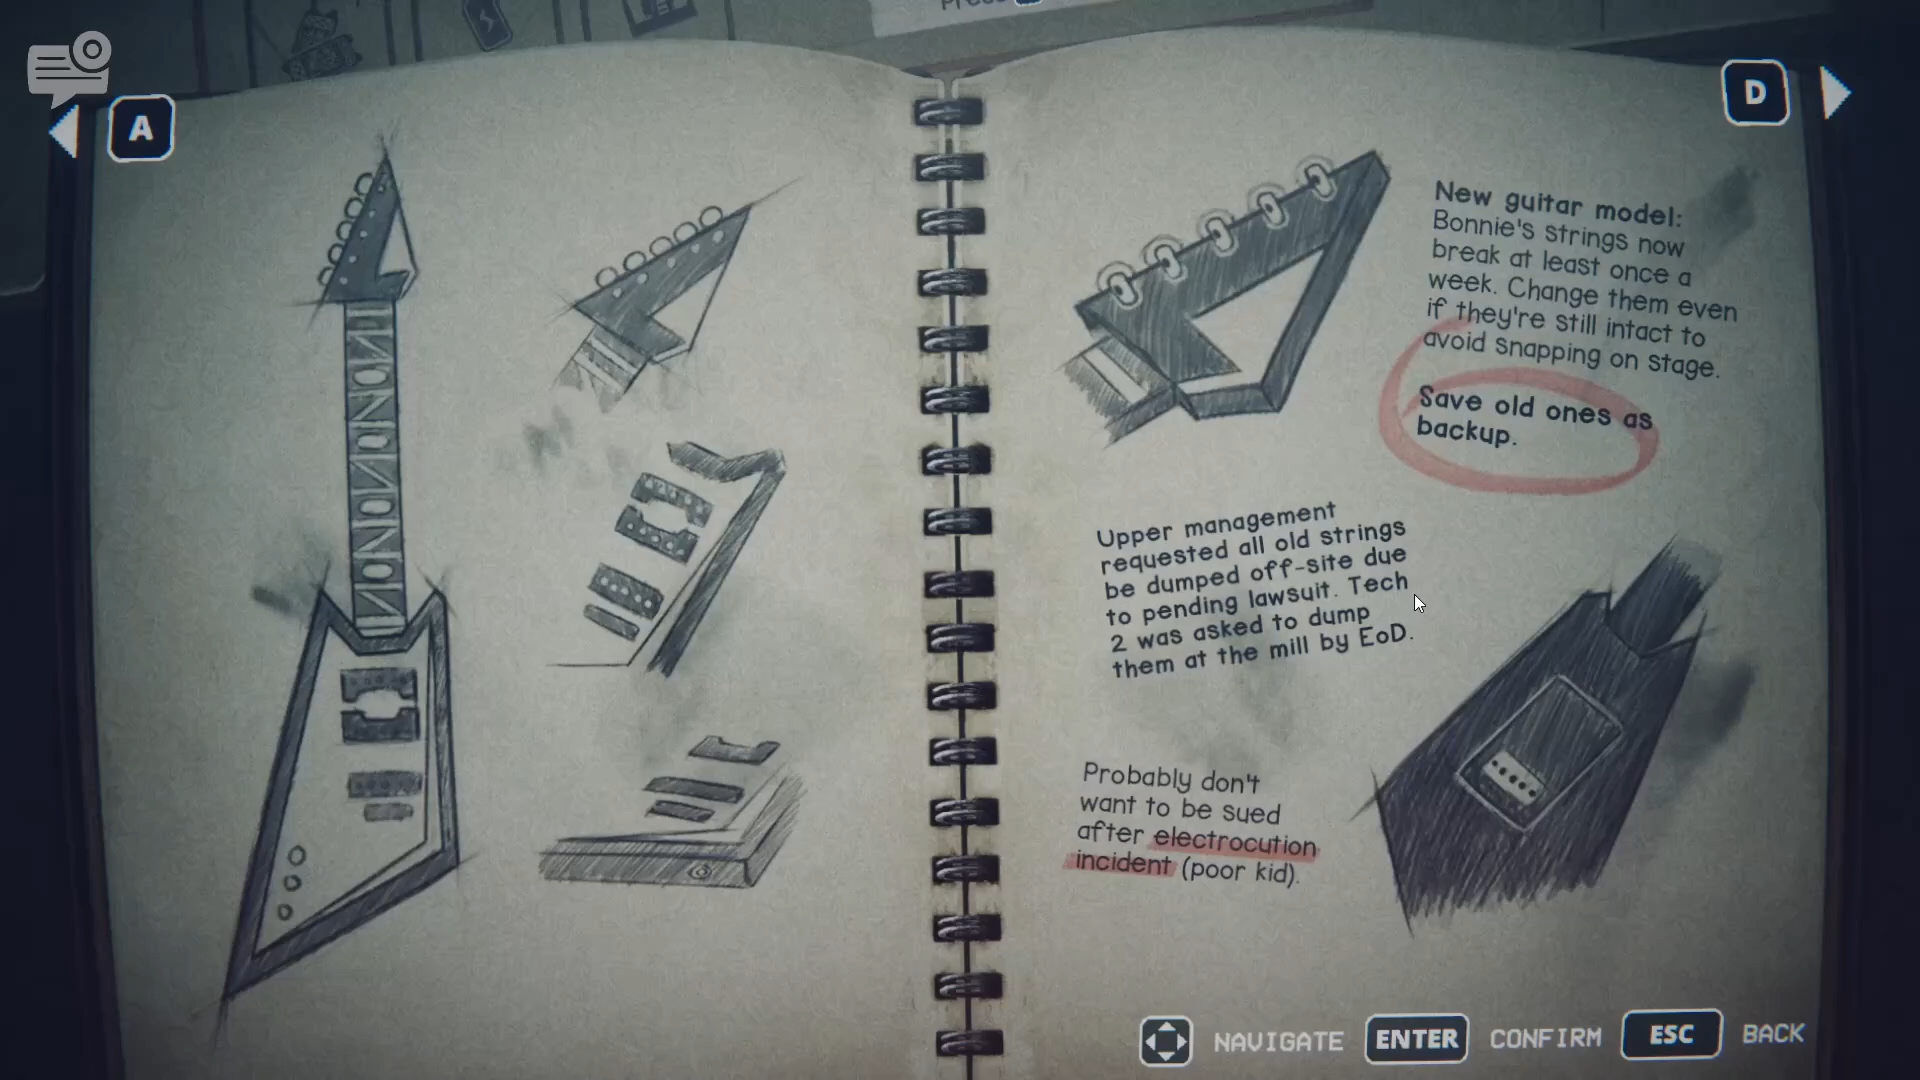 Press
A
D
New guitar model:
Bonnie's strings now
break at least once a
week. Change them even
if they're still intact to
avoid snapping on stage.
Save old ones as
backup.
Upper management
requested all old strings
be dumped off-site due
to pending lawsuit. Tech
2 was asked to dump
them at the mill by EoD.
Probably don't
want to be sued
after electrocution
incident (poor kid).
NAVIGATE ENTER CONFIRM ESC BACK